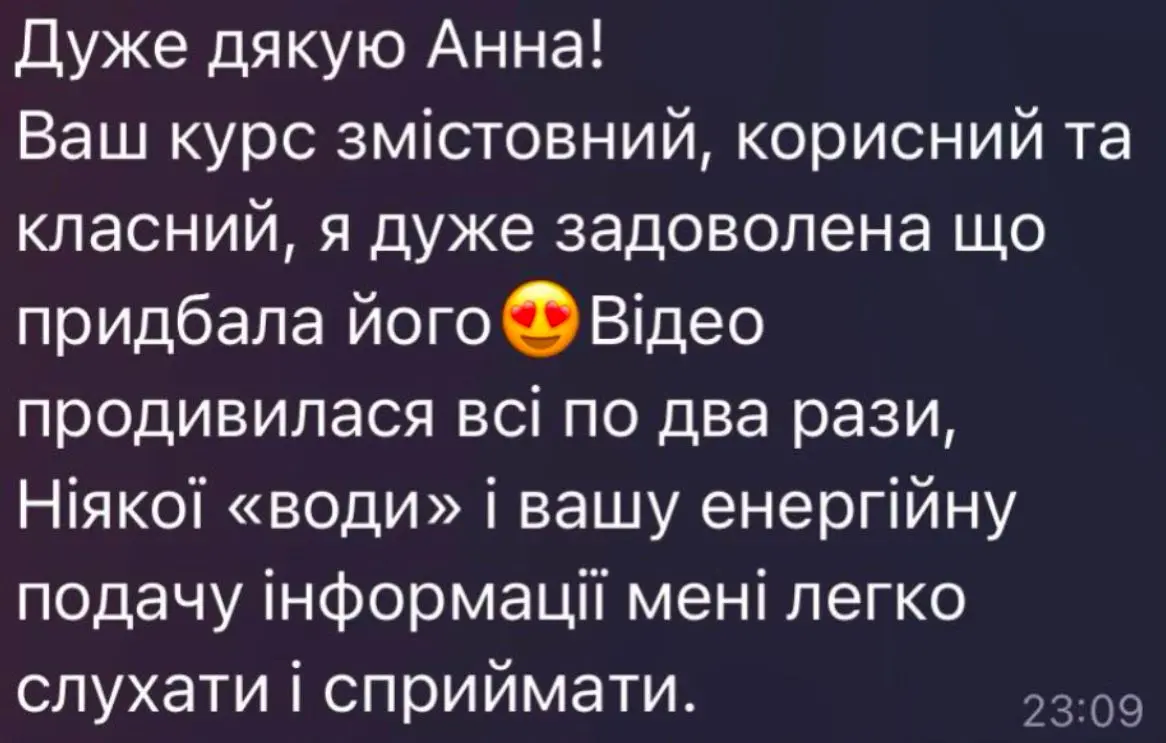 Дуже дякую Анна!
Ваш курс змістовний, корисний та
класний, я дуже задоволена що
придбала його😍Відео
продивилася всі по два рази,
Ніякої «води» і вашу енергійну
подачу інформації мені легко
слухати і сприймати.
23:09